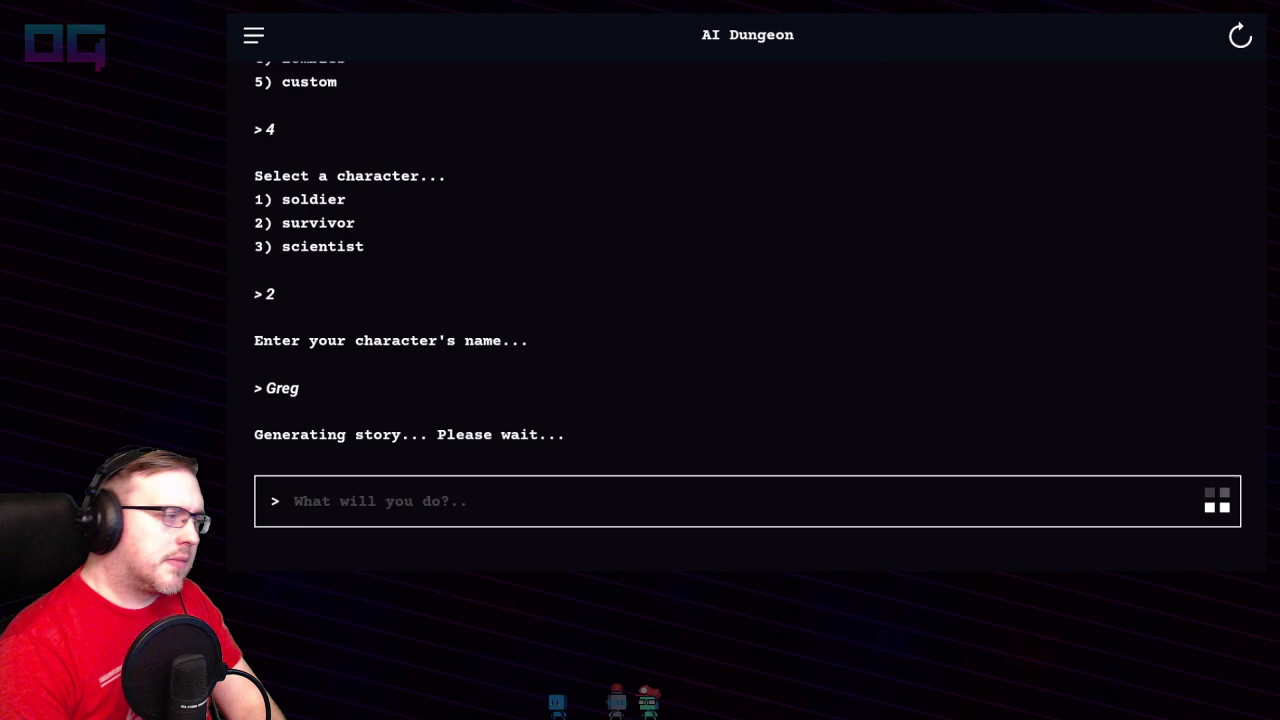 OG
AI Dungeon
5) custom
> 4
Select a character...
1) soldier
2) survivor
3) scientist
> 2
Enter your character's name...
> Greg
Generating story... Please wait...
> What will you do?..